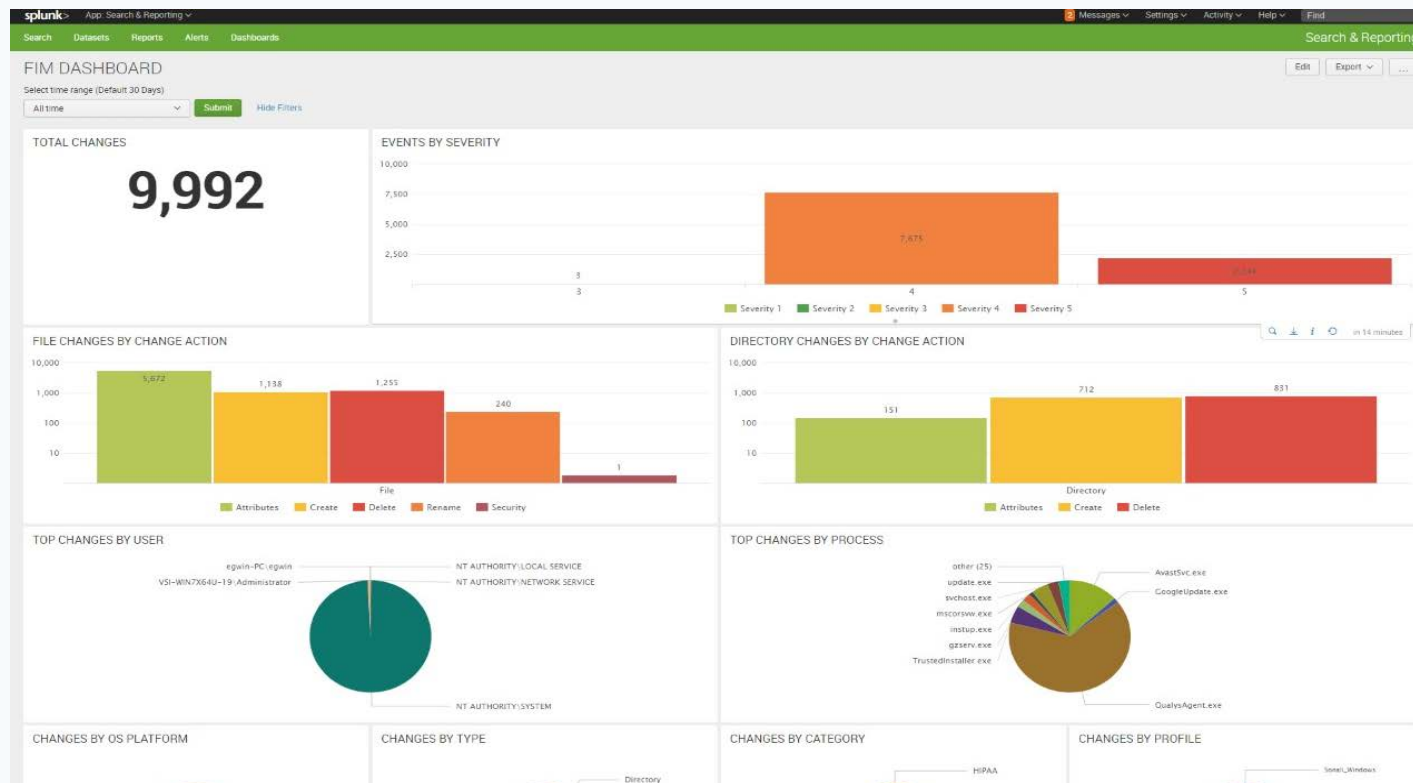 splunk> App: Search & Reporting
2 Messages Settings Activity Help Find
Search Datasets Reports Alerts Dashboards Search & Reporting
FIM DASHBOARD
Edit Export ...
Select time range (Default 30 Days)
All time Submit Hide Filters
TOTAL CHANGES
9,992
EVENTS BY SEVERITY
10,000
7,500
5,000
2,500
3
7,675
3 4 5
Severity 1 Severity 2 Severity 3 Severity 4 Severity 5
in 14 minutes
FILE CHANGES BY CHANGE ACTION
10,000
1,000
100
10
5,672
1,138
1,255
240
1
File
Attributes Create Delete Rename Security
DIRECTORY CHANGES BY CHANGE ACTION
10,000
1,000
100
10
151
712
831
Directory
Attributes Create Delete
TOP CHANGES BY USER
egwin-PC\egwin
VSI-WIN7X64U-19\Administrator
NT AUTHORITY\LOCAL SERVICE
NT AUTHORITY\NETWORK SERVICE
NT AUTHORITY\SYSTEM
TOP CHANGES BY PROCESS
other (25)
update.exe
svchost.exe
mscorsvw.exe
instup.exe
gzserv.exe
TrustedInstaller.exe
AvastSvc.exe
GoogleUpdate.exe
QualysAgent.exe
CHANGES BY OS PLATFORM
CHANGES BY TYPE
Directory
CHANGES BY CATEGORY
HIPAA
CHANGES BY PROFILE